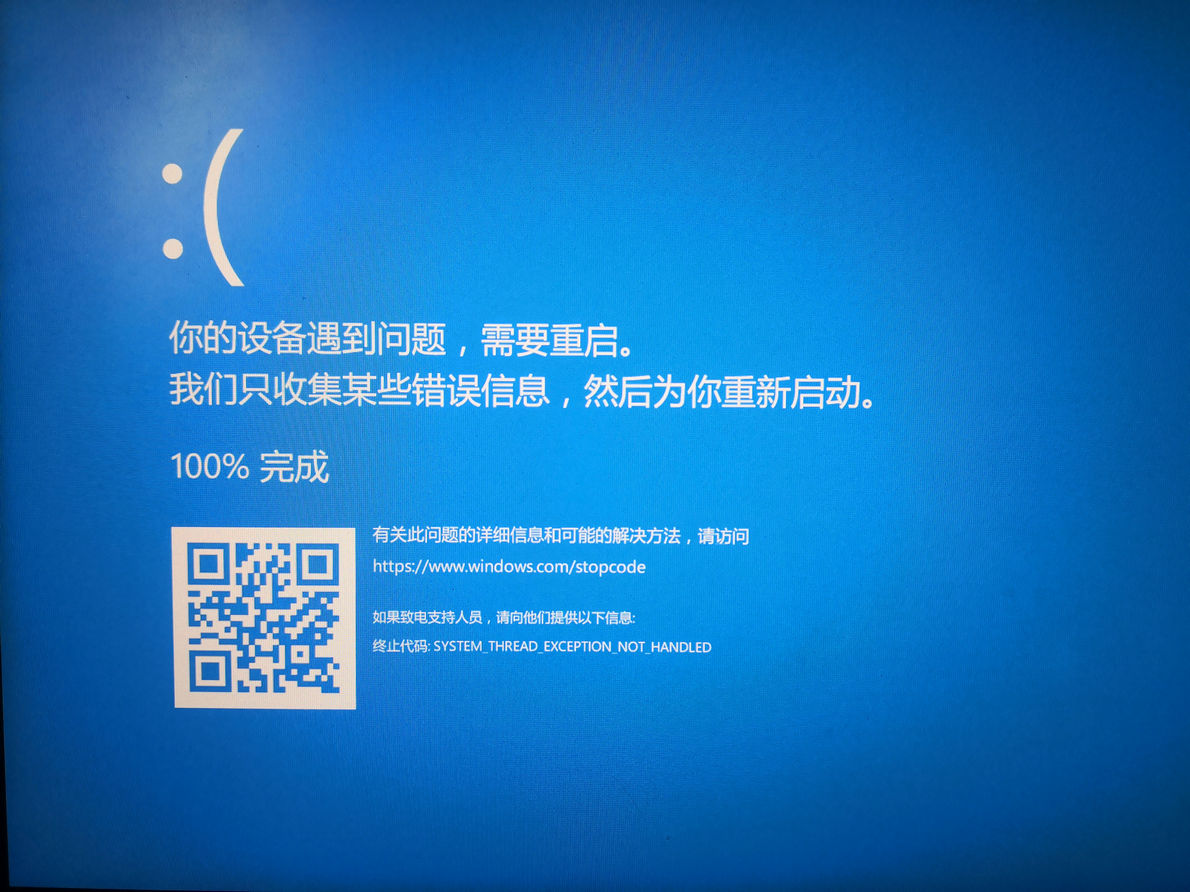 :(
你的设备遇到问题，需要重启。
我们只收集某些错误信息，然后为你重新启动。
100% 完成
有关此问题的详细信息和可能的解决方法，请访问
https://www.windows.com/stopcode
如果致电支持人员，请向他们提供以下信息:
终止代码: SYSTEM_THREAD_EXCEPTION_NOT_HANDLED